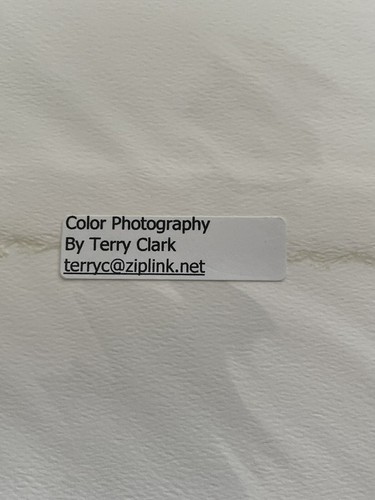 Color Photography
By Terry Clark
terryc@ziplink.net